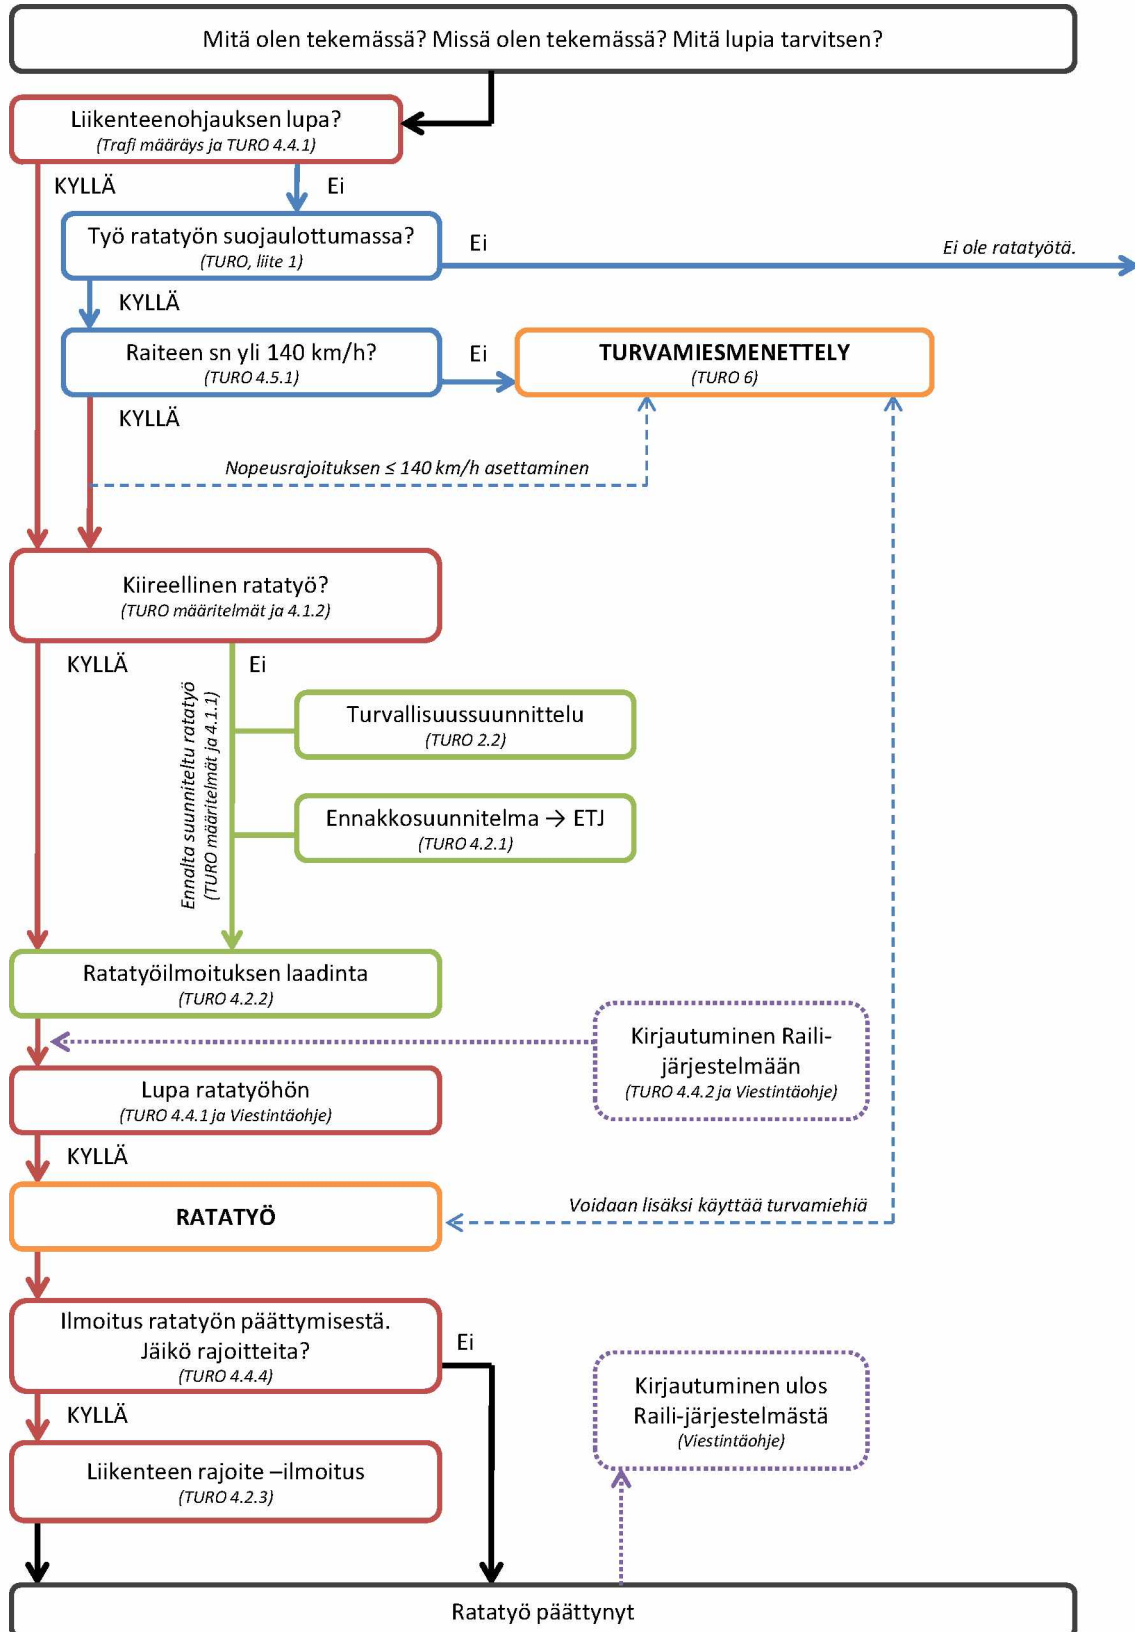 Mitä olen tekemässä? Missä olen tekemässä? Mitä lupia tarvitsen?
Liikenteenohjauksen lupa?
(Trafi määräys ja TURO 4.4.1)
KYLLÄ
Ei
Työ ratatyön suojaulottumassa?
(TURO, liite 1)
Ei
Ei ole ratatyötä.
KYLLÄ
Raiteen sn yli 140 km/h?
(TURO 4.5.1)
Ei
TURVAMIESMENETTELY
(TURO 6)
KYLLÄ
Nopeusrajoituksen ≤ 140 km/h asettaminen
Kiireellinen ratatyö?
(TURO määritelmät ja 4.1.2)
KYLLÄ
Ei
Ennalta suunniteltu ratatyö
(TURO määritelmät ja 4.1.1)
Turvallisuussuunnittelu
(TURO 2.2)
Ennakkosuunnitelma → ETJ
(TURO 4.2.1)
Ratatyöilmoituksen laadinta
(TURO 4.2.2)
Kirjautuminen Raili-
järjestelmään
(TURO 4.4.2 ja Viestintäohje)
Lupa ratatyöhön
(TURO 4.4.1 ja Viestintäohje)
KYLLÄ
RATATYÖ
Voidaan lisäksi käyttää turvamiehiä
Ilmoitus ratatyön päättymisestä.
Jäikö rajoitteita?
(TURO 4.4.4)
Ei
KYLLÄ
Kirjautuminen ulos
Raili-järjestelmästä
(Viestintäohje)
Liikenteen rajoite –ilmoitus
(TURO 4.2.3)
Ratatyö päättynyt